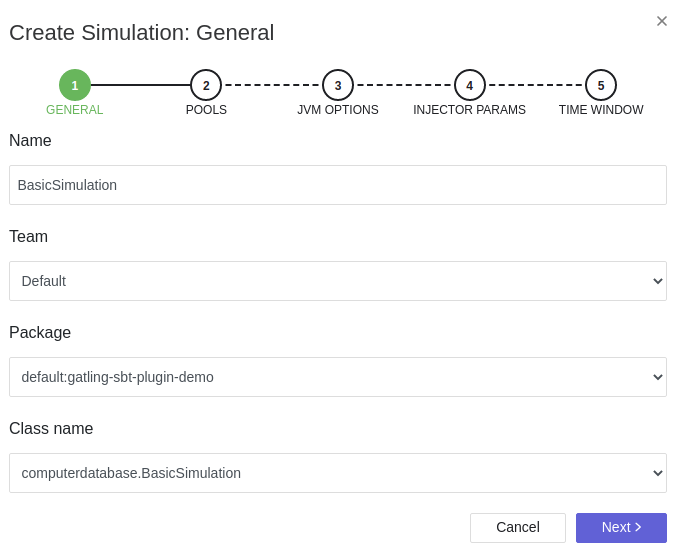 Create Simulation: General
×
1 2 3 4 5
GENERAL POOLS JVM OPTIONS INJECTOR PARAMS TIME WINDOW
Name
BasicSimulation
Team
Default
Package
default:gatling-sbt-plugin-demo
Class name
computerdatabase.BasicSimulation
Cancel Next